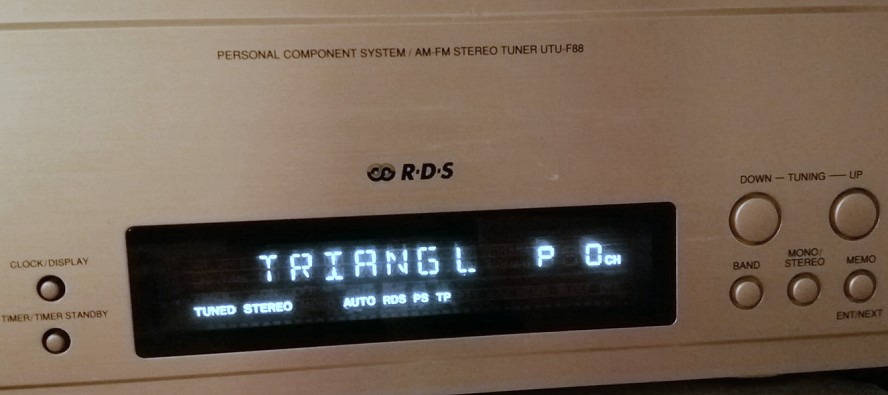 PERSONAL COMPONENT SYSTEM / AM-FM STEREO TUNER UTU-F88
R·D·S
DOWN — TUNING — UP
CLOCK/DISPLAY
TRIANGL P 0CH
BAND
MONO/
STEREO
MEMO
TUNED STEREO AUTO RDS PS TP
TIMER/TIMER STANDBY
ENT/NEXT